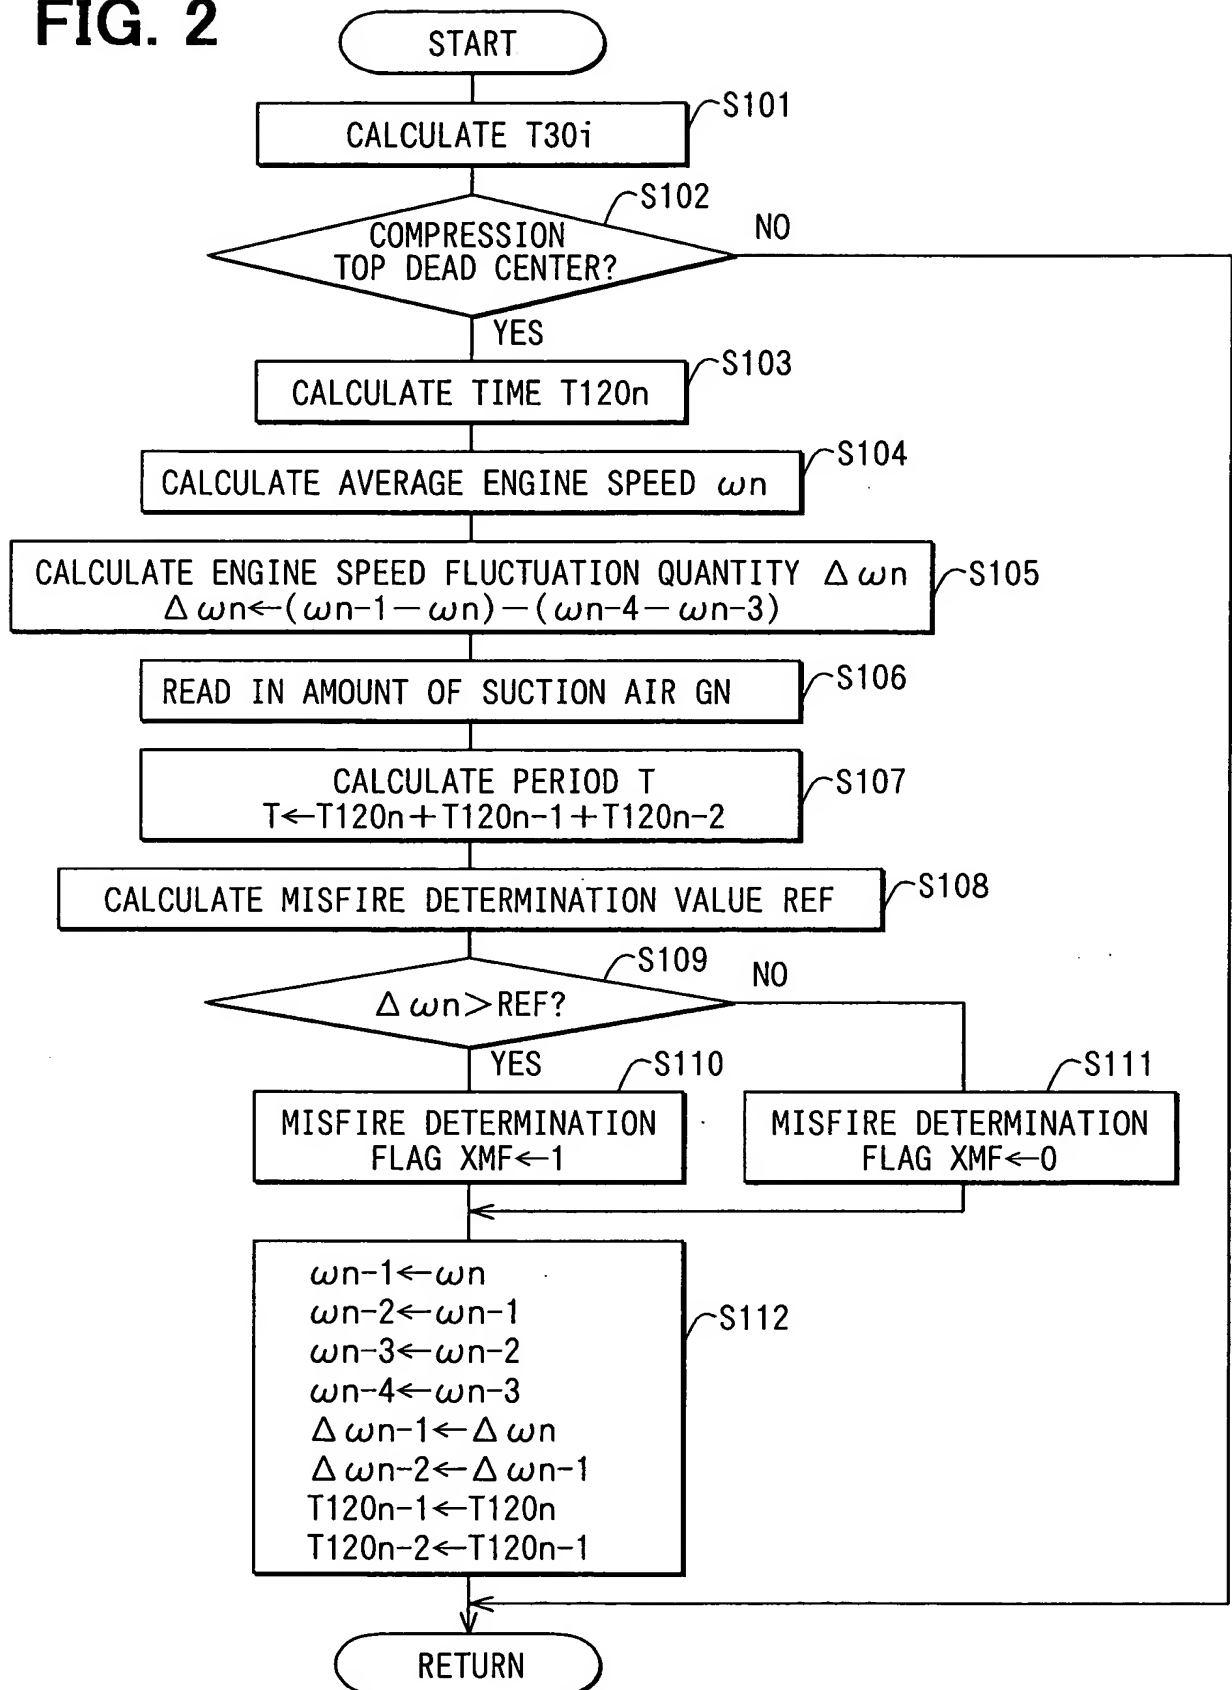 FIG. 2
START
CALCULATE T30i
S101
COMPRESSION
TOP DEAD CENTER?
S102
NO
YES
CALCULATE TIME T120n
S103
CALCULATE AVERAGE ENGINE SPEED ωn
S104
CALCULATE ENGINE SPEED FLUCTUATION QUANTITY Δωn
Δωn←(ωn-1−ωn)−(ωn-4−ωn-3)
S105
READ IN AMOUNT OF SUCTION AIR GN
S106
CALCULATE PERIOD T
T←T120n+T120n-1+T120n-2
S107
CALCULATE MISFIRE DETERMINATION VALUE REF
S108
Δωn>REF?
S109
NO
YES
MISFIRE DETERMINATION
FLAG XMF←1
S110
MISFIRE DETERMINATION
FLAG XMF←0
S111
ωn-1←ωn
ωn-2←ωn-1
ωn-3←ωn-2
ωn-4←ωn-3
Δωn-1←Δωn
Δωn-2←Δωn-1
T120n-1←T120n
T120n-2←T120n-1
S112
RETURN